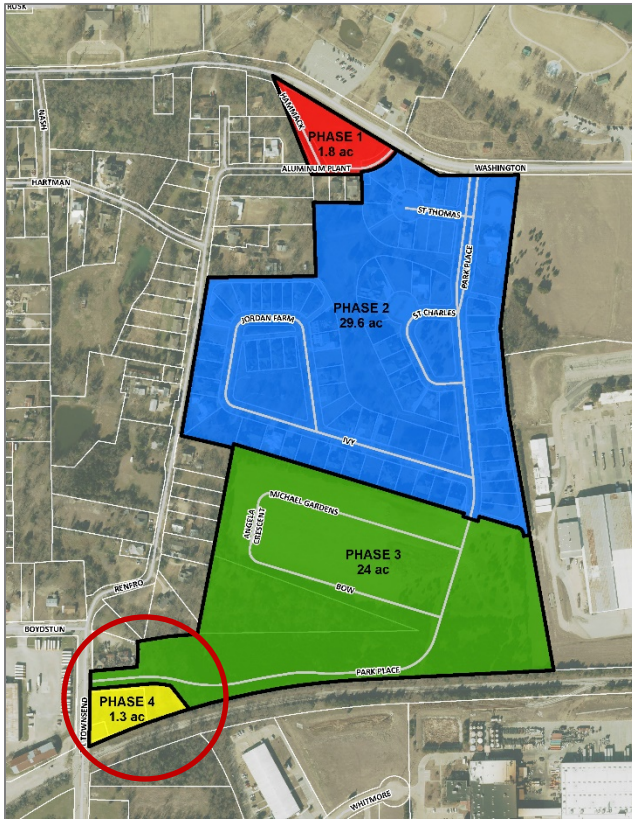 RUSK
NASH
HAMMACK
PHASE 1
1.8 ac
ALUMINUM PLANT
WASHINGTON
HARTMAN
ST THOMAS
PARK PLACE
PHASE 2
29.6 ac
ST CHARLES
JORDAN FARM
IVY
MICHAEL GARDENS
ANGELA
CRESCENT
PHASE 3
24 ac
BOW
RENFRO
BOYDSTUN
PARK PLACE
PHASE 4
1.3 ac
TOWNSEND
WHITMORE